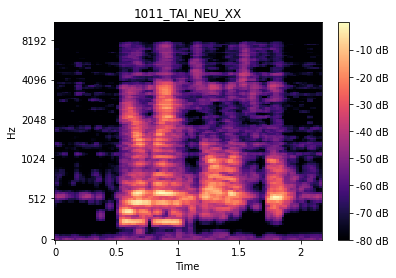 1011_TAI_NEU_XX
Hz
8192
4096
2048
1024
512
0
0
0.5
1
1.5
2
Time
-10 dB
-20 dB
-30 dB
-40 dB
-50 dB
-60 dB
-70 dB
-80 dB